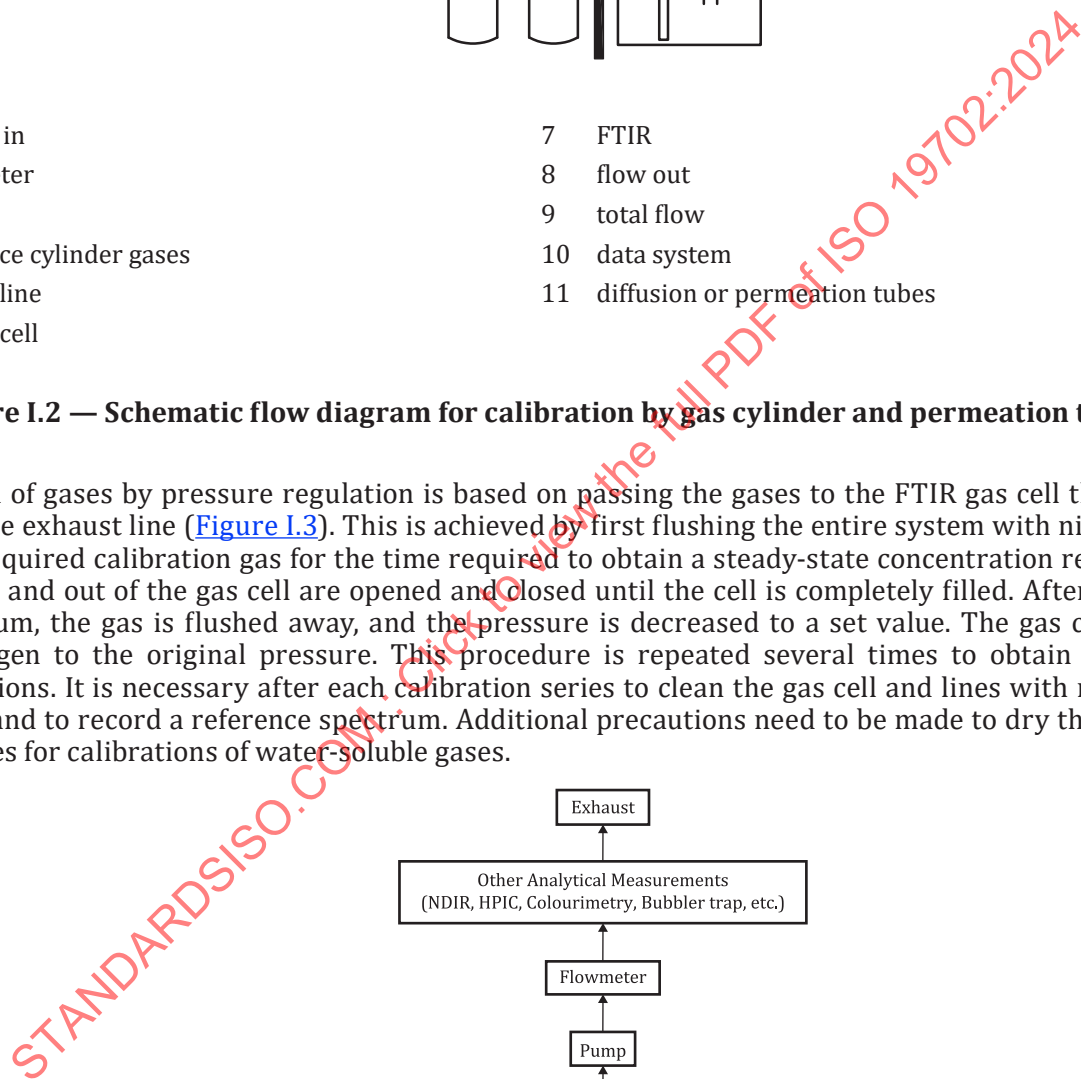 in
ter
ce cylinder gases
line
cell
7 FTIR
8 flow out
9 total flow
10 data system
11 diffusion or permeation tubes
re I.2 — Schematic flow diagram for calibration by gas cylinder and permeation t
of gases by pressure regulation is based on passing the gases to the FTIR gas cell t
e exhaust line (Figure I.3). This is achieved by first flushing the entire system with ni
quired calibration gas for the time required to obtain a steady-state concentration re
and out of the gas cell are opened and closed until the cell is completely filled. After
um, the gas is flushed away, and the pressure is decreased to a set value. The gas c
gen to the original pressure. This procedure is repeated several times to obtain
ions. It is necessary after each calibration series to clean the gas cell and lines with
and to record a reference spectrum. Additional precautions need to be made to dry th
es for calibrations of water-soluble gases.
Exhaust
Other Analytical Measurements
(NDIR, HPIC, Colourimetry, Bubbler trap, etc.)
Flowmeter
Pump
STANDARDSISO.COM : Click to view the full PDF of ISO 19702:2024